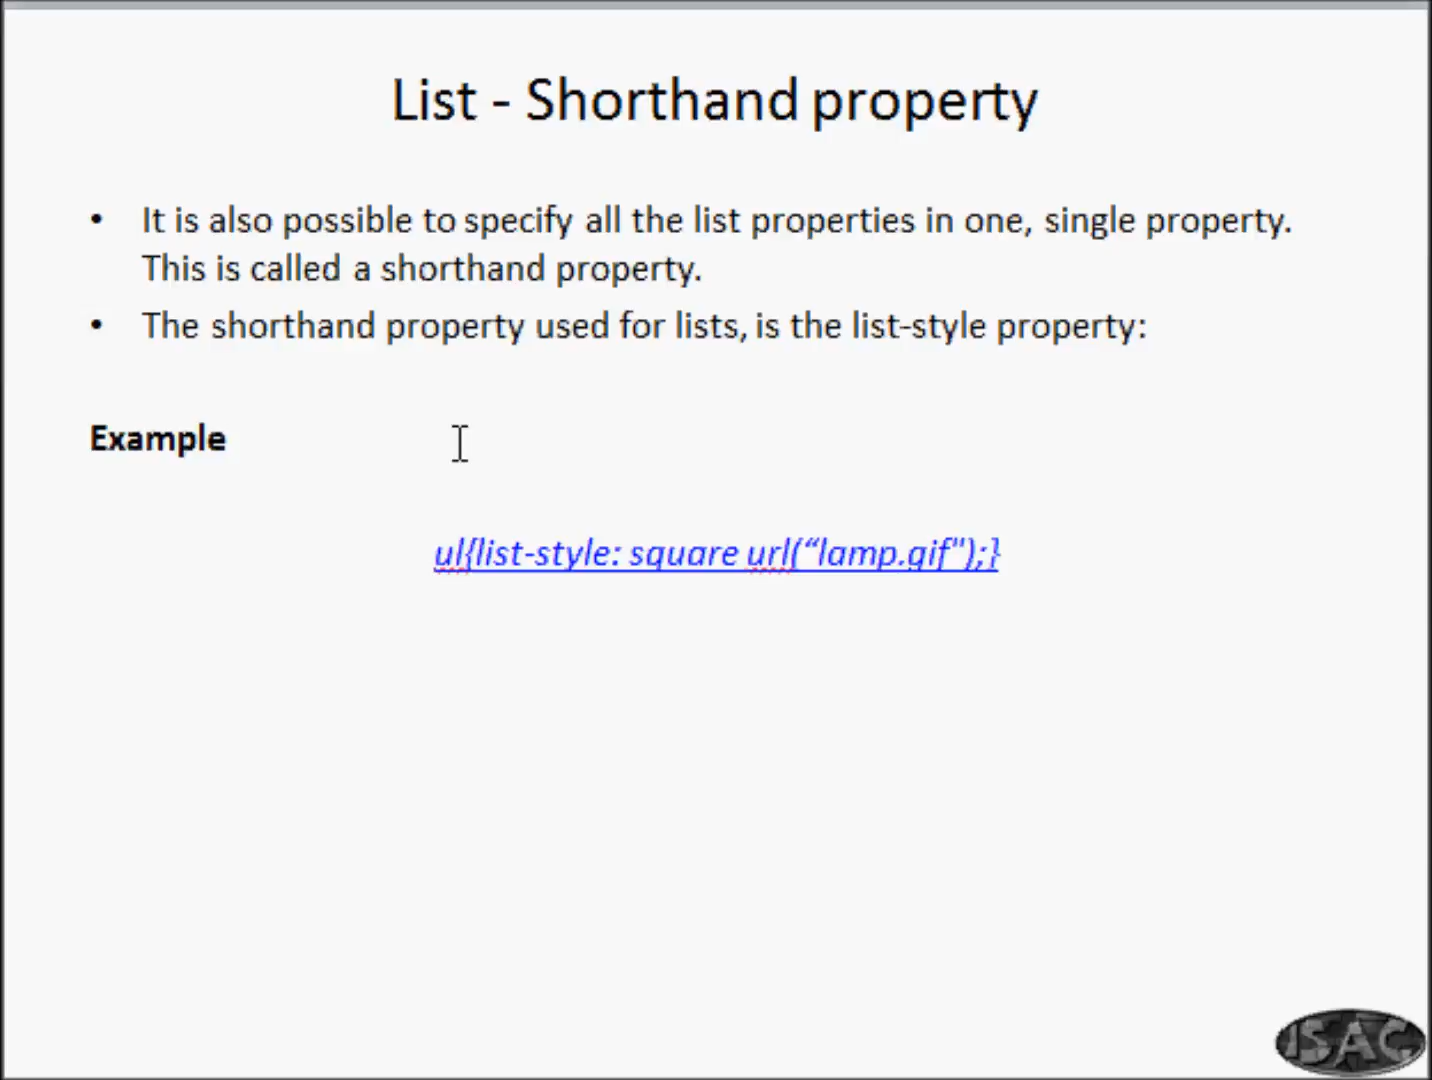 List - Shorthand property
• It is also possible to specify all the list properties in one, single property.
This is called a shorthand property.
• The shorthand property used for lists, is the list-style property:
Example
ul{list-style: square url(“lamp.gif");}
ISAC